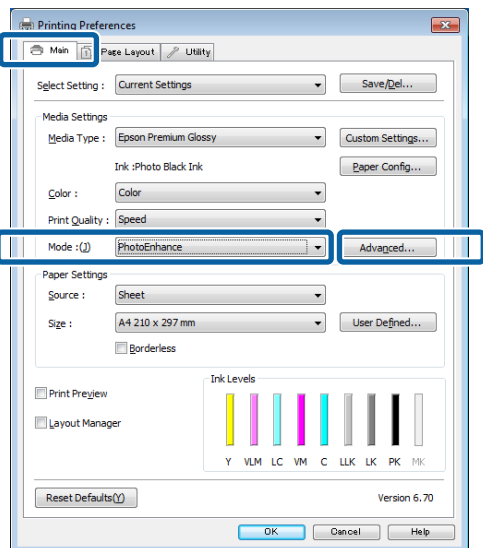 Printing Preferences
Main Page Layout Utility
Select Setting : Current Settings Save/Del...
Media Settings
Media Type : Epson Premium Glossy Custom Settings...
Ink :Photo Black Ink Paper Config...
Color : Color
Print Quality : Speed
Mode :(J) PhotoEnhance Advanced...
Paper Settings
Source : Sheet
Size : A4 210 x 297 mm User Defined...
Borderless
Ink Levels
Print Preview
Layout Manager
Y VLM LC VM C LLK LK PK MK
Reset Defaults(Y) Version 6.70
OK Cancel Help